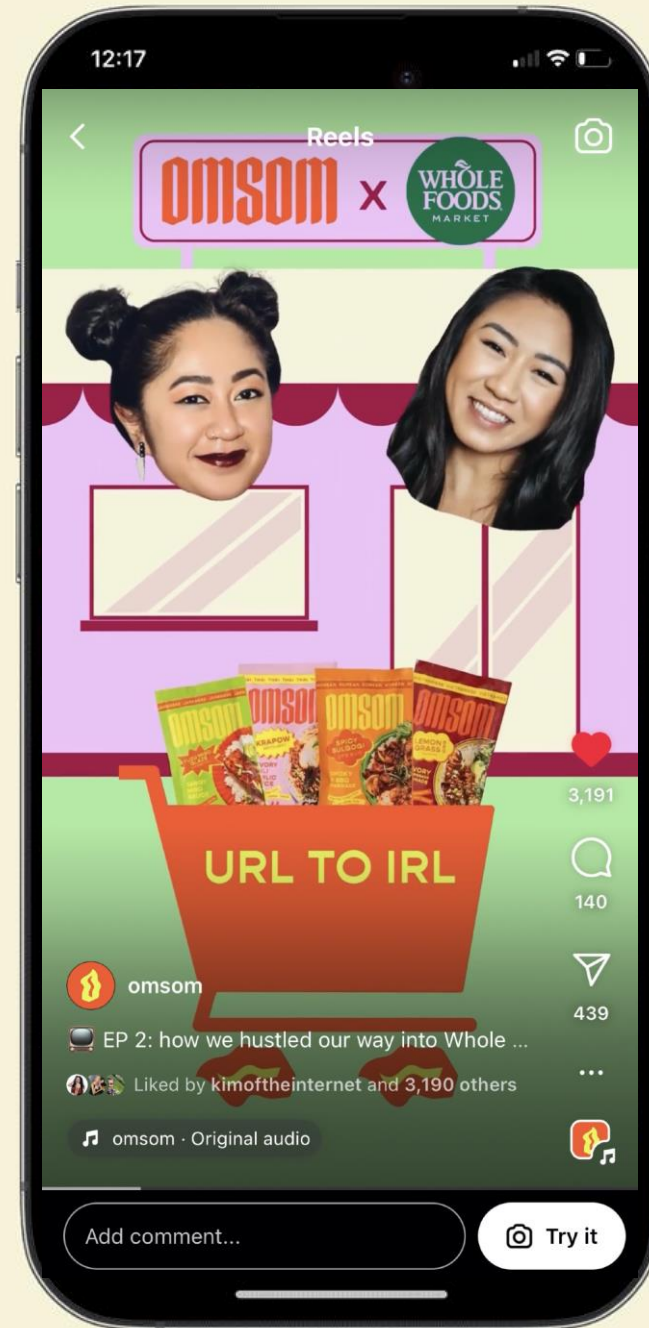 12:17
Reels
OMSOM X WHOLE FOODS MARKET
OMSOM
OMSOM
KRAPOW
OMSOM
SPICY BULGOGI
OMSOM
LEMONGRASS
3,191
URL TO IRL
140
omsom
439
EP 2: how we hustled our way into Whole ...
Liked by kimoftheinternet and 3,190 others
omsom · Original audio
Add comment...
Try it